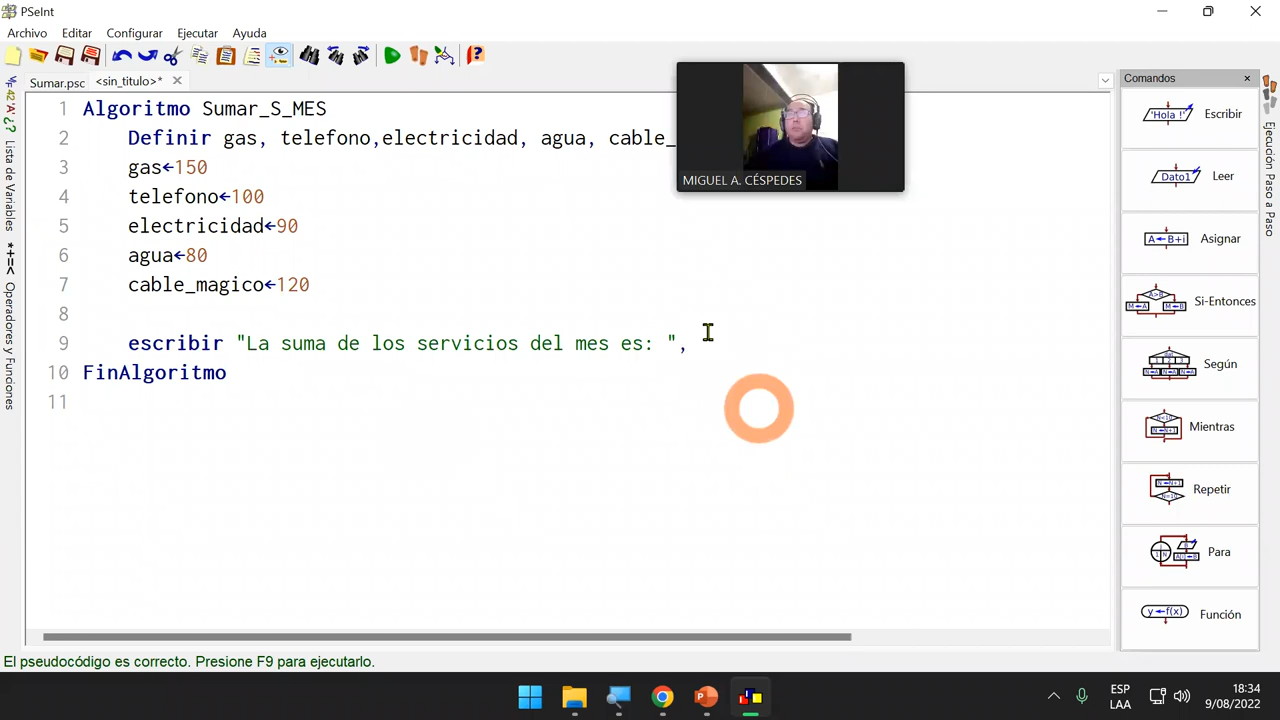 PSeInt
Archivo Editar Configurar Ejecutar Ayuda
Sumar.psc <sin_titulo>*
1 Algoritmo Sumar_S_MES
2 Definir gas, telefono,electricidad, agua, cable_
3 gas←150
4 telefono←100
5 electricidad←90
6 agua←80
7 cable_magico←120
8
9 escribir "La suma de los servicios del mes es: ",
10 FinAlgoritmo
11
MIGUEL A. CÉSPEDES
Lista de Variables
Operadores y Funciones
Comandos
'Hola !' Escribir
Dato1 Leer
A←B+i Asignar
Si-Entonces
Según
Mientras
Repetir
Para
y←f(x) Función
Ejecución Paso a Paso
El pseudocódigo es correcto. Presione F9 para ejecutarlo.
ESP
LAA
18:34
9/08/2022